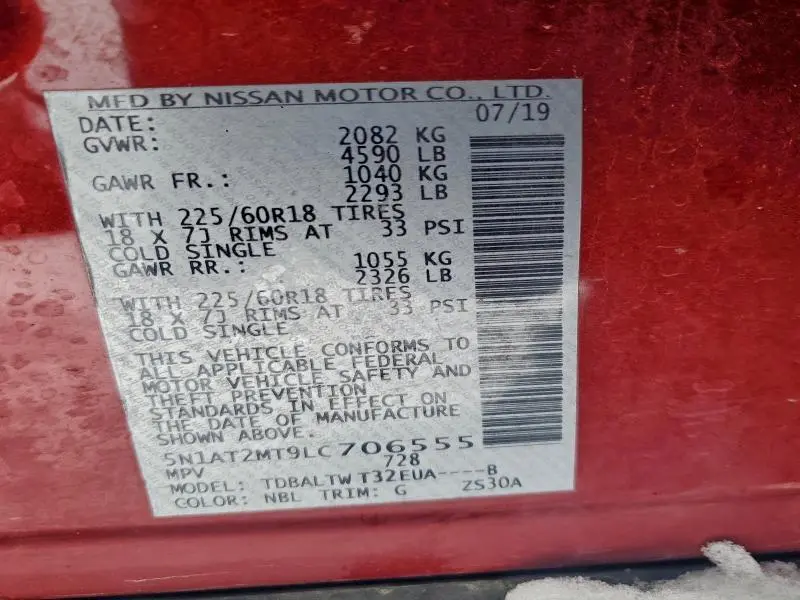 MFD BY NISSAN MOTOR CO., LTD.
DATE: 07/19
GVWR: 2082 KG
4590 LB
GAWR FR.: 1040 KG
2293 LB
WITH 225/60R18 TIRES
18 X 7J RIMS AT 33 PSI
COLD SINGLE
GAWR RR.: 1055 KG
2326 LB
WITH 225/60R18 TIRES
18 X 7J RIMS AT 33 PSI
COLD SINGLE
THIS VEHICLE CONFORMS TO
ALL APPLICABLE FEDERAL
MOTOR VEHICLE SAFETY AND
THEFT PREVENTION
STANDARDS IN EFFECT ON
THE DATE OF MANUFACTURE
SHOWN ABOVE.
5N1AT2MT9LC706555
MPV 728
MODEL: TDBALTW T32EUA----B
COLOR: NBL TRIM: G ZS30A